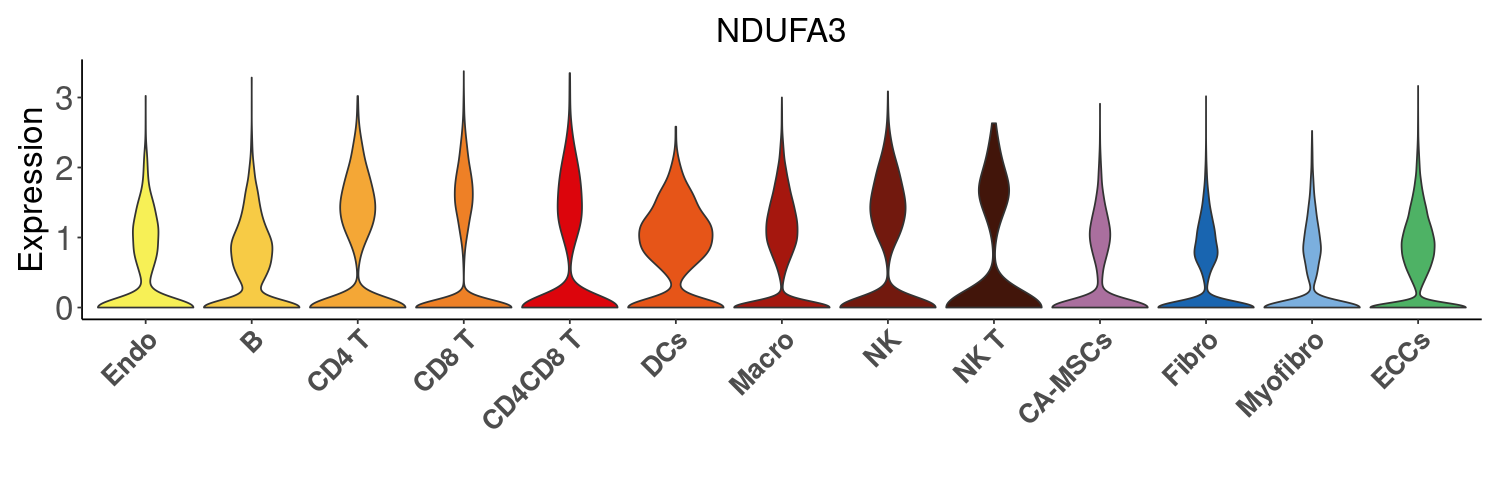 NDUFA3
Expression
3
2
1
0
Endo
B
CD4 T
CD8 T
CD4CD8 T
DCs
Macro
NK
NK T
CA-MSCs
Fibro
Myofibro
ECCs